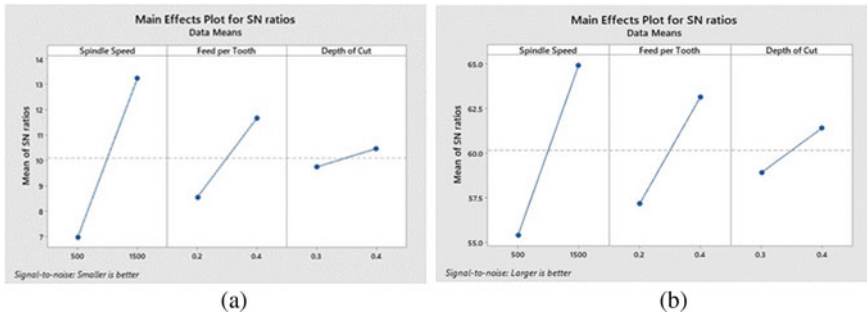 Main Effects Plot for SN ratios
Data Means
Spindle Speed Feed per Tooth Depth of Cut
Mean of SN ratios
14
13
12
11
10
9
8
7
500 1500 0.2 0.4 0.3 0.4
Signal-to-noise: Smaller is better
(a)
Main Effects Plot for SN ratios
Data Means
Spindle Speed Feed per Tooth Depth of Cut
Mean of SN ratios
65.0
62.5
60.0
57.5
55.0
500 1500 0.2 0.4 0.3 0.4
Signal-to-noise: Larger is better
(b)